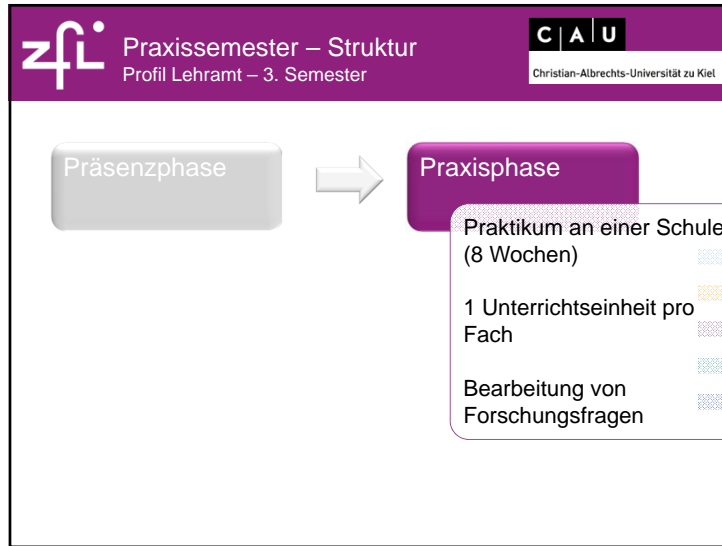 zfl
Praxissemester – Struktur
Profil Lehramt – 3. Semester
C | A | U
Christian-Albrechts-Universität zu Kiel
Präsenzphase
Praxisphase
Praktikum an einer Schule
(8 Wochen)
1 Unterrichtseinheit pro
Fach
Bearbeitung von
Forschungsfragen